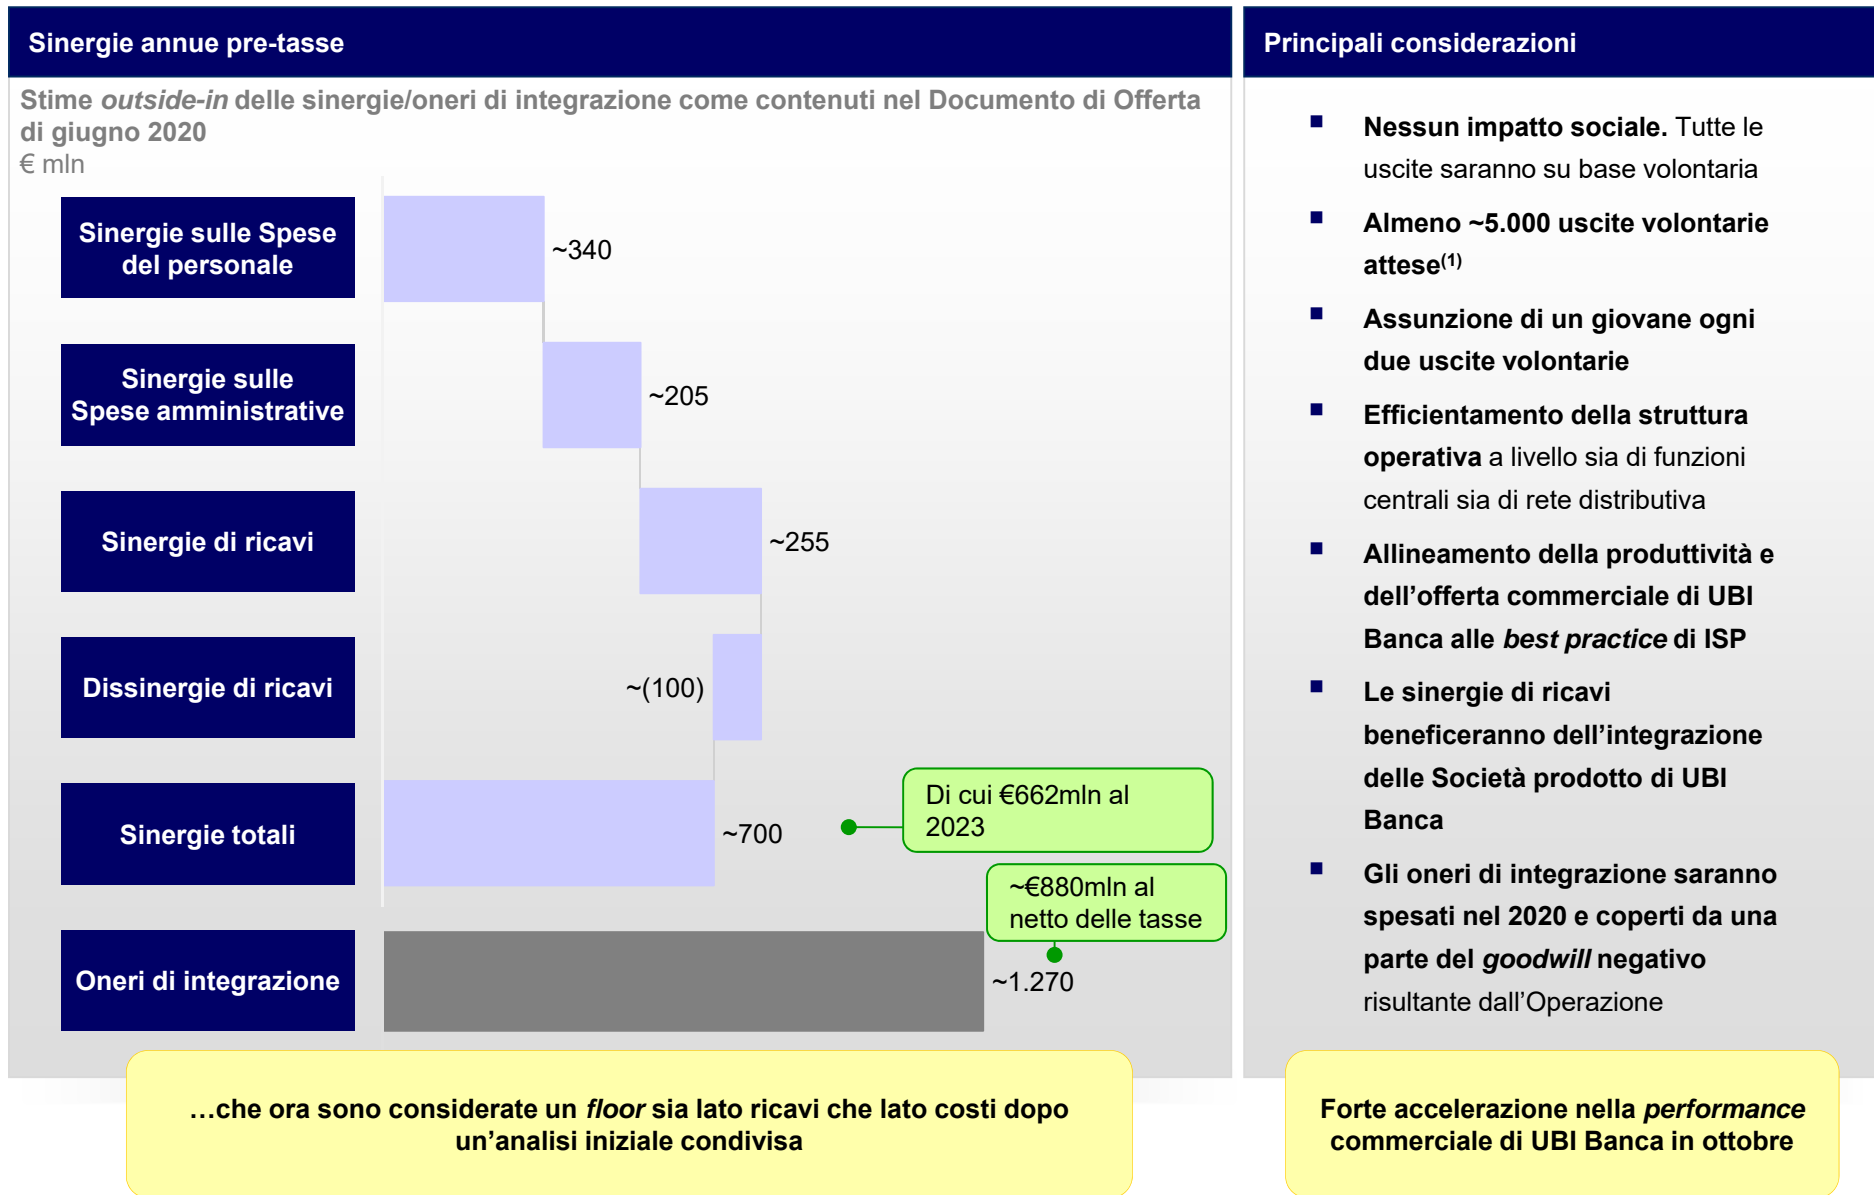 Sinergie annue pre-tasse
Stime outside-in delle sinergie/oneri di integrazione come contenuti nel Documento di Offerta
di giugno 2020
€ mln
Sinergie sulle Spese
del personale
~340
Sinergie sulle
Spese amministrative
~205
Sinergie di ricavi
~255
Dissinergie di ricavi
~(100)
Sinergie totali
~700
Di cui €662mln al
2023
~€880mln al
netto delle tasse
Oneri di integrazione
~1.270
…che ora sono considerate un floor sia lato ricavi che lato costi dopo
un'analisi iniziale condivisa
Principali considerazioni
▪ Nessun impatto sociale. Tutte le
uscite saranno su base volontaria
▪ Almeno ~5.000 uscite volontarie
attese(1)
▪ Assunzione di un giovane ogni
due uscite volontarie
▪ Efficientamento della struttura
operativa a livello sia di funzioni
centrali sia di rete distributiva
▪ Allineamento della produttività e
dell'offerta commerciale di UBI
Banca alle best practice di ISP
▪ Le sinergie di ricavi
beneficeranno dell'integrazione
delle Società prodotto di UBI
Banca
▪ Gli oneri di integrazione saranno
spesati nel 2020 e coperti da una
parte del goodwill negativo
risultante dall'Operazione
Forte accelerazione nella performance
commerciale di UBI Banca in ottobre